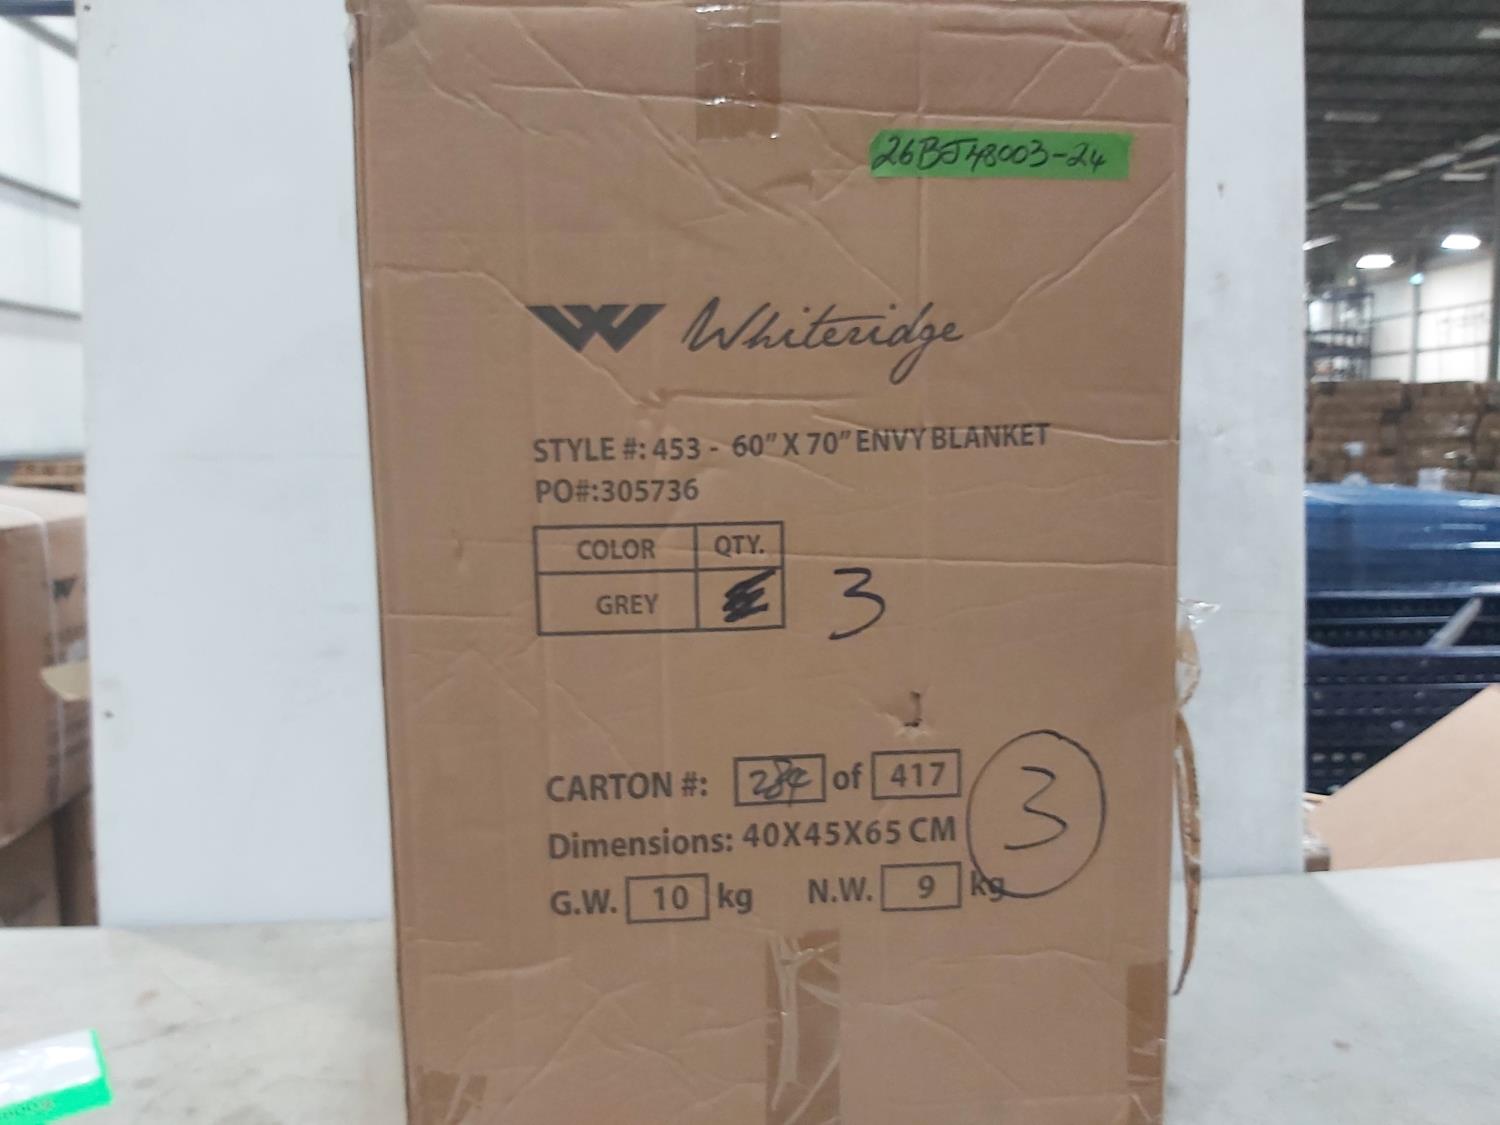 26BJ48003-24
W Whiteridge
STYLE #: 453 - 60" X 70" ENVY BLANKET
PO#:305736
COLOR QTY.
GREY 3
CARTON #: 284 of 417 3
Dimensions: 40X45X65 CM
G.W. 10 kg N.W. 9 kg